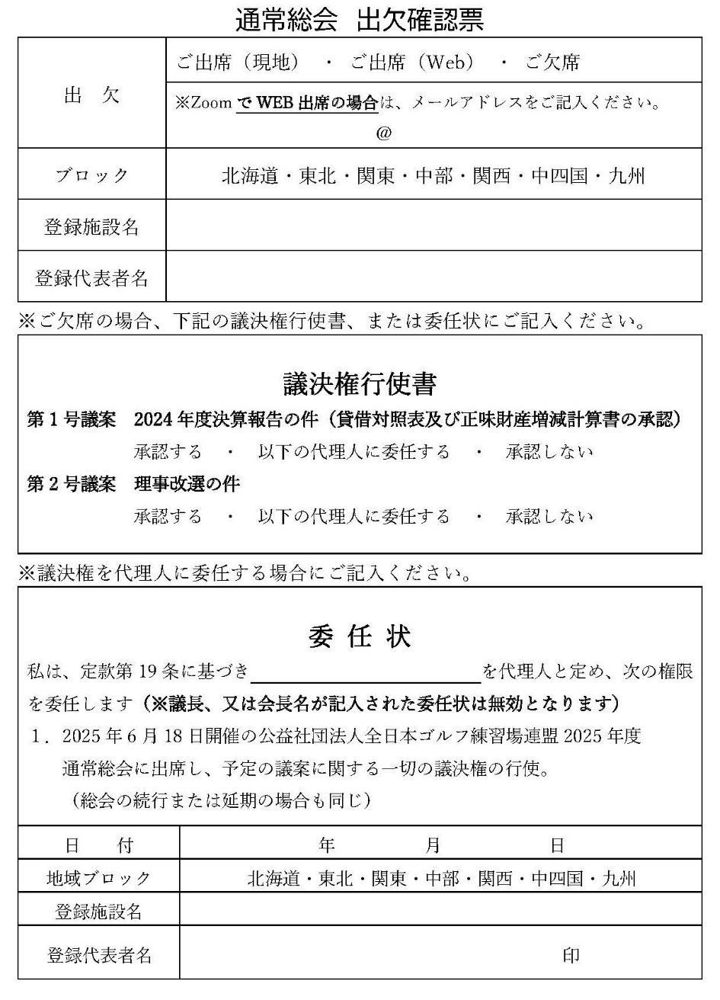 通常総会 出欠確認票
出 欠
ご出席（現地） ・ ご出席（Web） ・ ご欠席
※Zoom で WEB 出席の場合は、メールアドレスをご記入ください。
@
ブロック
北海道・東北・関東・中部・関西・中四国・九州
登録施設名
登録代表者名
※ご欠席の場合、下記の議決権行使書、または委任状にご記入ください。
議決権行使書
第１号議案 2024 年度決算報告の件（貸借対照表及び正味財産増減計算書の承認）
承認する ・ 以下の代理人に委任する ・ 承認しない
第２号議案 理事改選の件
承認する ・ 以下の代理人に委任する ・ 承認しない
※議決権を代理人に委任する場合にご記入ください。
委 任 状
私は、定款第 19 条に基づき を代理人と定め、次の権限
を委任します（※議長、又は会長名が記入された委任状は無効となります）
１．2025 年 6 月 18 日開催の公益社団法人全日本ゴルフ練習場連盟 2025 年度
通常総会に出席し、予定の議案に関する一切の議決権の行使。
（総会の続行または延期の場合も同じ）
日 付
年 月 日
地域ブロック
北海道・東北・関東・中部・関西・中四国・九州
登録施設名
登録代表者名
印